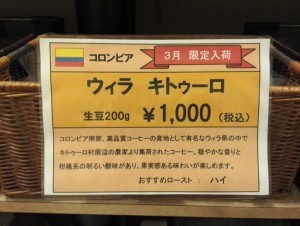 コロンビア
3月 限定入荷
ウィラ キトゥーロ
生豆200g ￥1,000 (税込)
コロンビア南部、高品質コーヒーの産地として有名なウィラ県の中で
キトゥーロ村周辺の農家より集荷されたコーヒー。穏やかな香りと
柑橘系の明るい酸味があり、果実感ある味わいが楽しめます。
おすすめロースト : ハイ